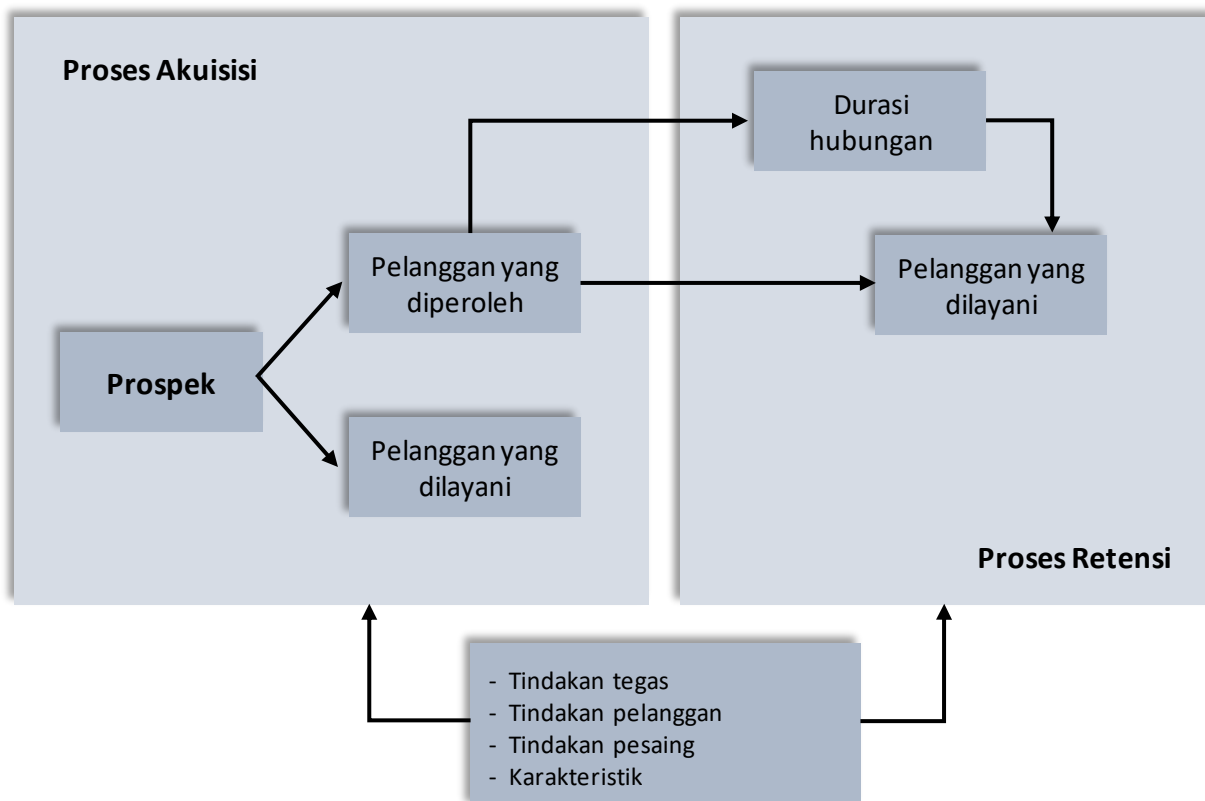 Proses Akuisisi
Prospek
Pelanggan yang
diperoleh
Pelanggan yang
dilayani
Durasi
hubungan
Pelanggan yang
dilayani
Proses Retensi
- Tindakan tegas
- Tindakan pelanggan
- Tindakan pesaing
- Karakteristik